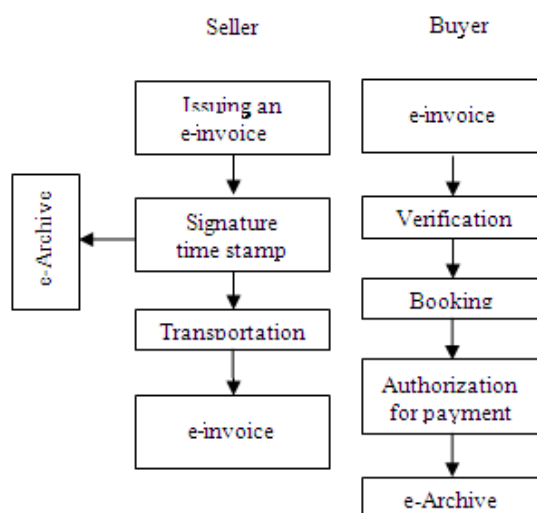 Seller
Buyer
Issuing an
e-invoice
e-Archive
Signature
time stamp
Transportation
e-invoice
e-invoice
Verification
Booking
Authorization
for payment
e-Archive